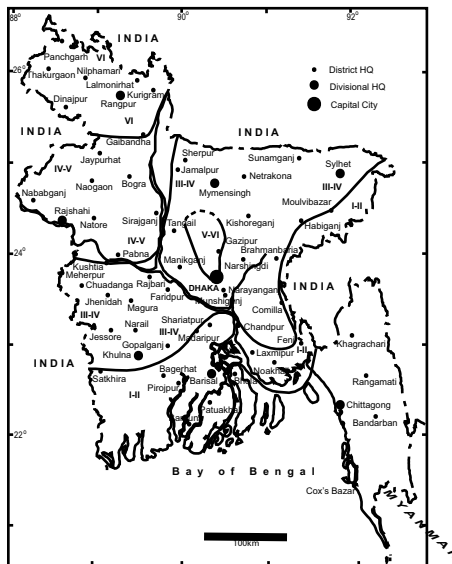 88° 90° 92°
INDIA
Panchgarh VI
26°
Nilphamari
Thakurgaon
Lalmonirhat
Kurigram
Rangpur
Dinajpur
VI
Gaibandha
District HQ
Divisional HQ
Capital City
INDIA
INDIA
Sherpur
Sunamganj
Sylhet
IV-V
Jaypurhat
Jamalpur
Netrakona
Naogaon
Bogra
III-IV
Mymensingh
III-IV
I-II
Nababganj
Moulvibazar
Rajshahi
Natore
Sirajganj
Tangail
Kishoreganj
Habiganj
V-VI
IV-V
Gazipur
24°
Pabna
Brahmanbaria
Kushtia
Manikganj
Narshingdi
Meherpur
Chuadanga
Rajbari
DHAKA
Narayanganj
INDIA
Jhenidah
Faridpur
Munshiganj
Magura
Comilla
III-IV
Shariatpur
Narail
III-IV
Chandpur
Jessore
Madaripur
Feni
Khagrachari
Gopalganj
I-II
Khulna
Laxmipur
INDIA
Bagerhat
Noakhali
Satkhira
Barisal
Bhola
Rangamati
Pirojpur
I-II
Patuakhali
Chittagong
Barguna
Bandarban
22°
Bay of Bengal
Cox's Bazar
MYANMAR
100km